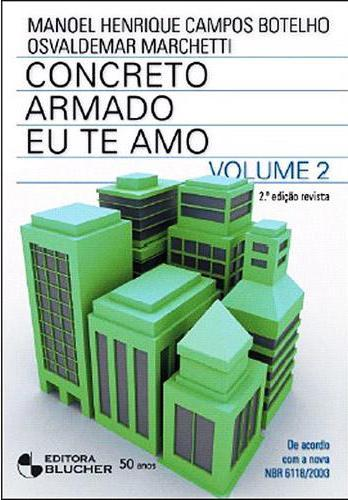 MANOEL HENRIQUE CAMPOS BOTELHO
OSVALDEMAR MARCHETTI
CONCRETO
ARMADO
EU TE AMO
VOLUME 2
2.ª edição revista
De acordo
com a nova
NBR 6118/2003
EDITORA
BLUCHER
50 anos